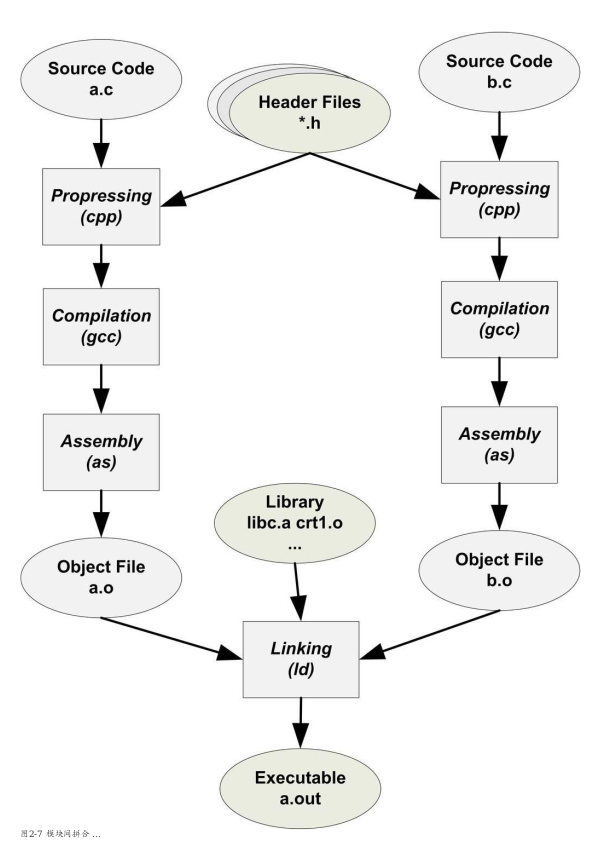 Source Code
a.c
Header Files
*.h
Source Code
b.c
Propressing
(cpp)
Propressing
(cpp)
Compilation
(gcc)
Compilation
(gcc)
Assembly
(as)
Assembly
(as)
Library
libc.a crt1.o
...
Object File
a.o
Object File
b.o
Linking
(ld)
Executable
a.out
图2-7 模块间拼合 ...